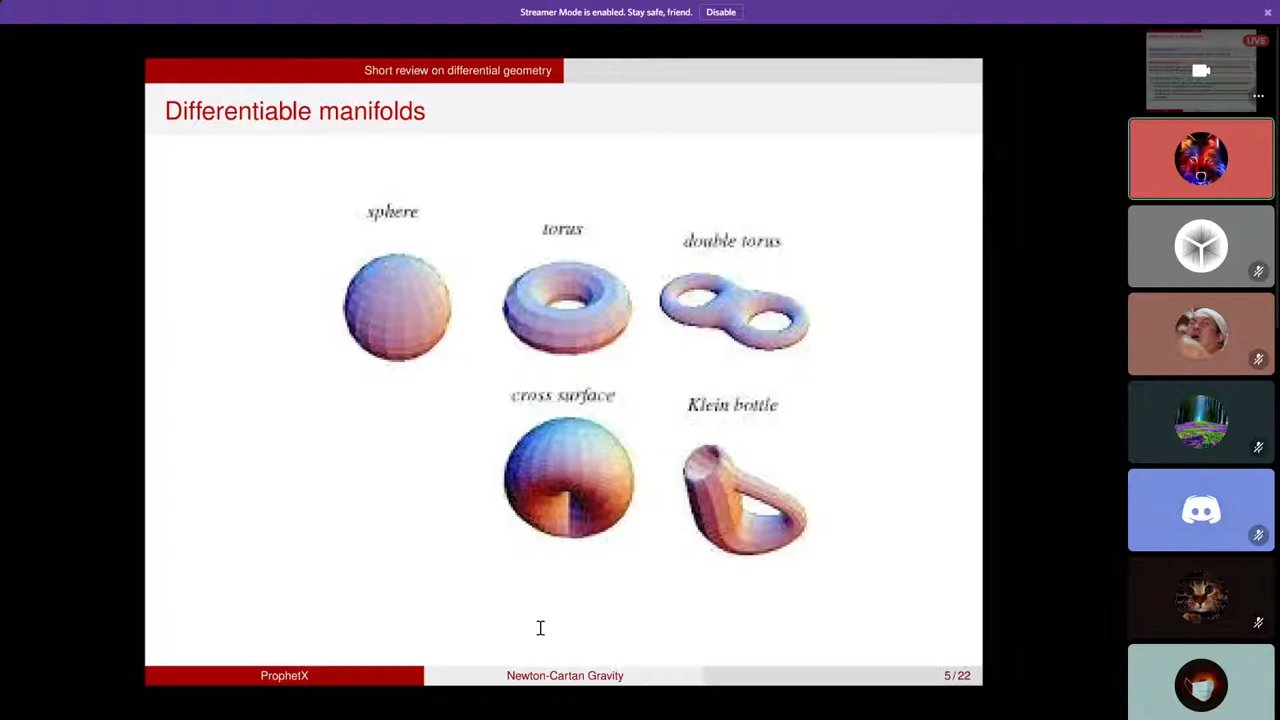 Streamer Mode is enabled. Stay safe, friend. Disable
LIVE
Short review on differential geometry
Differentiable manifolds
sphere
torus
double torus
cross surface
Klein bottle
ProphetX Newton-Cartan Gravity 5/22